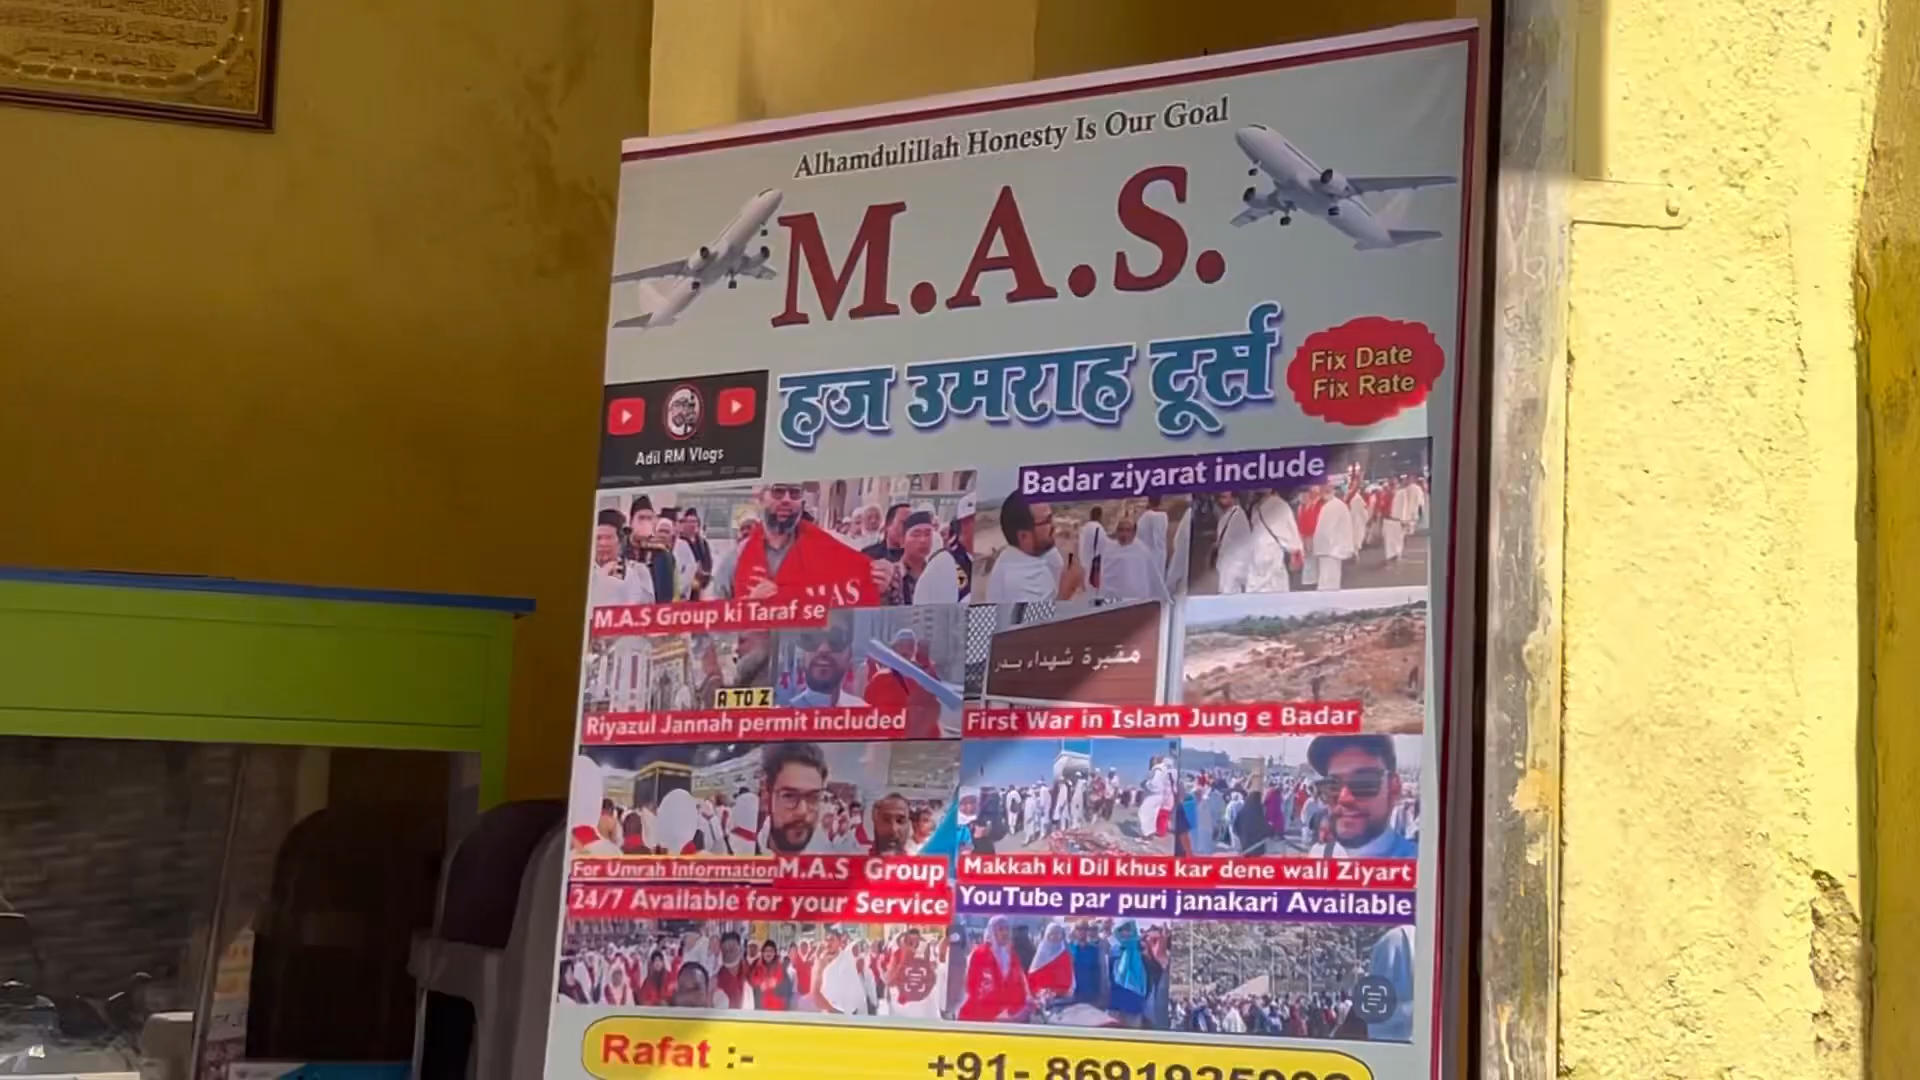 Alhamdulillah Honesty Is Our Goal
M.A.S.
हज उमराह टूर्स
Fix Date
Fix Rate
Adil RM Vlogs
Badar ziyarat include
MAS
M.A.S Group ki Taraf se
مقبرة شهداء بدر
A TO Z
Riyazul Jannah permit included
First War in Islam Jung e Badar
For Umrah Information M.A.S Group
24/7 Available for your Service
Makkah ki Dil khus kar dene wali Ziyart
YouTube par puri janakari Available
Rafat :-
+91-